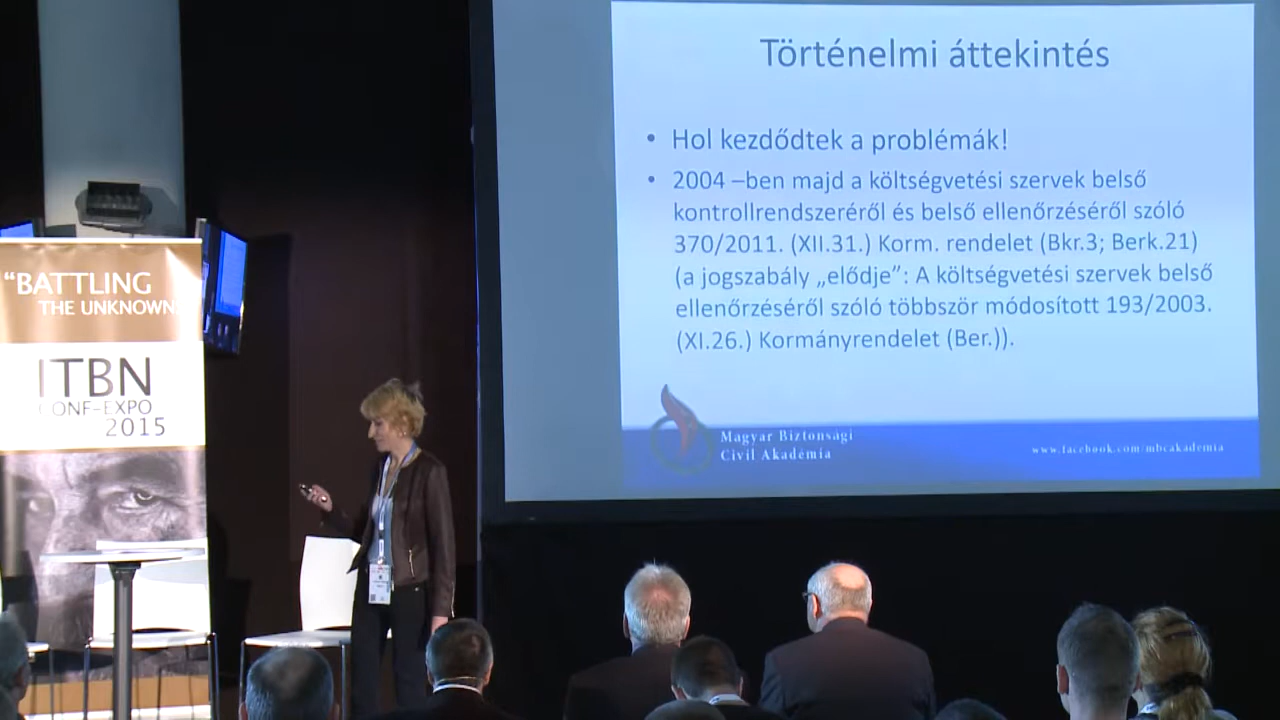 “BATTLING
THE UNKNOWN
ITBN
CONF-EXPO
2015
Történelmi áttekintés
• Hol kezdődtek a problémák!
• 2004 –ben majd a költségvetési szervek belső
kontrollrendszeréről és belső ellenőrzéséről szóló
370/2011. (XII.31.) Korm. rendelet (Bkr.3; Berk.21)
(a jogszabály „elődje”: A költségvetési szervek belső
ellenőrzéséről szóló többször módosított 193/2003.
(XI.26.) Kormányrendelet (Ber.)).
Magyar Biztonsági
Civil Akadémia
www.facebook.com/mbcakademia